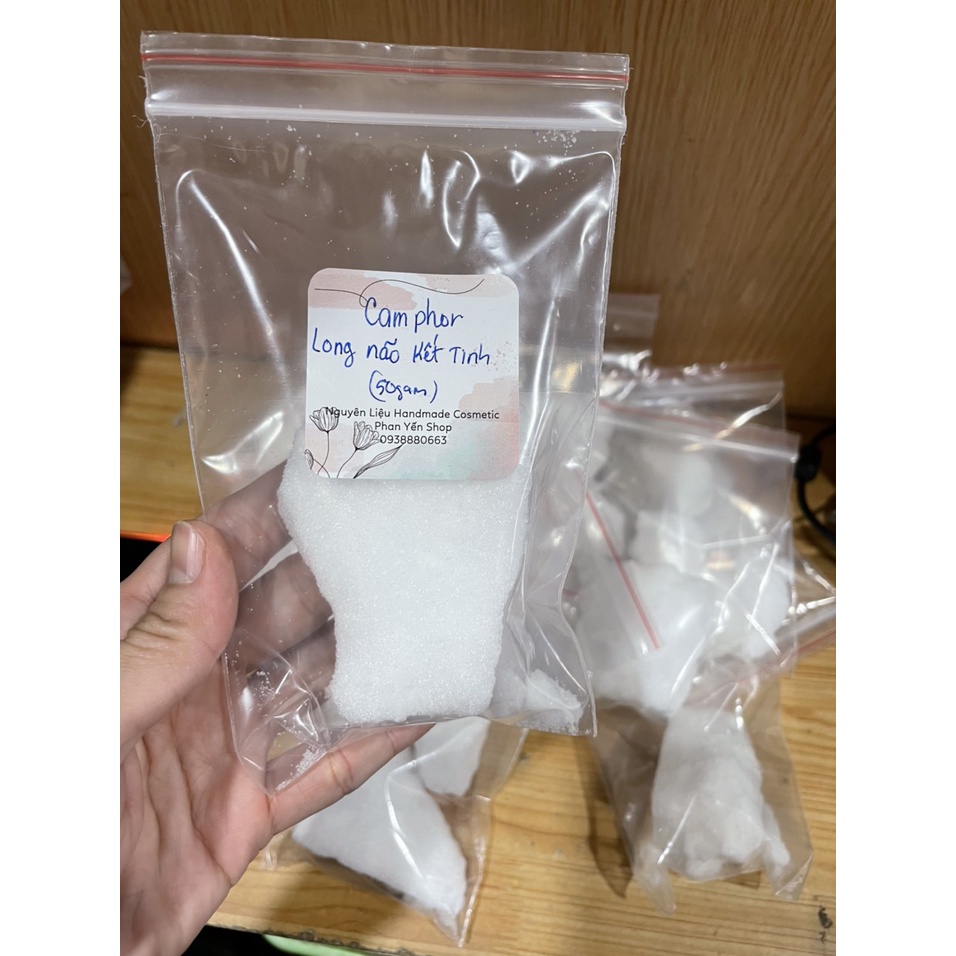 Camphor
Long não Kết Tinh
(50gam)
Nguyên Liệu Handmade Cosmetic
Phan Yến Shop
0938880663